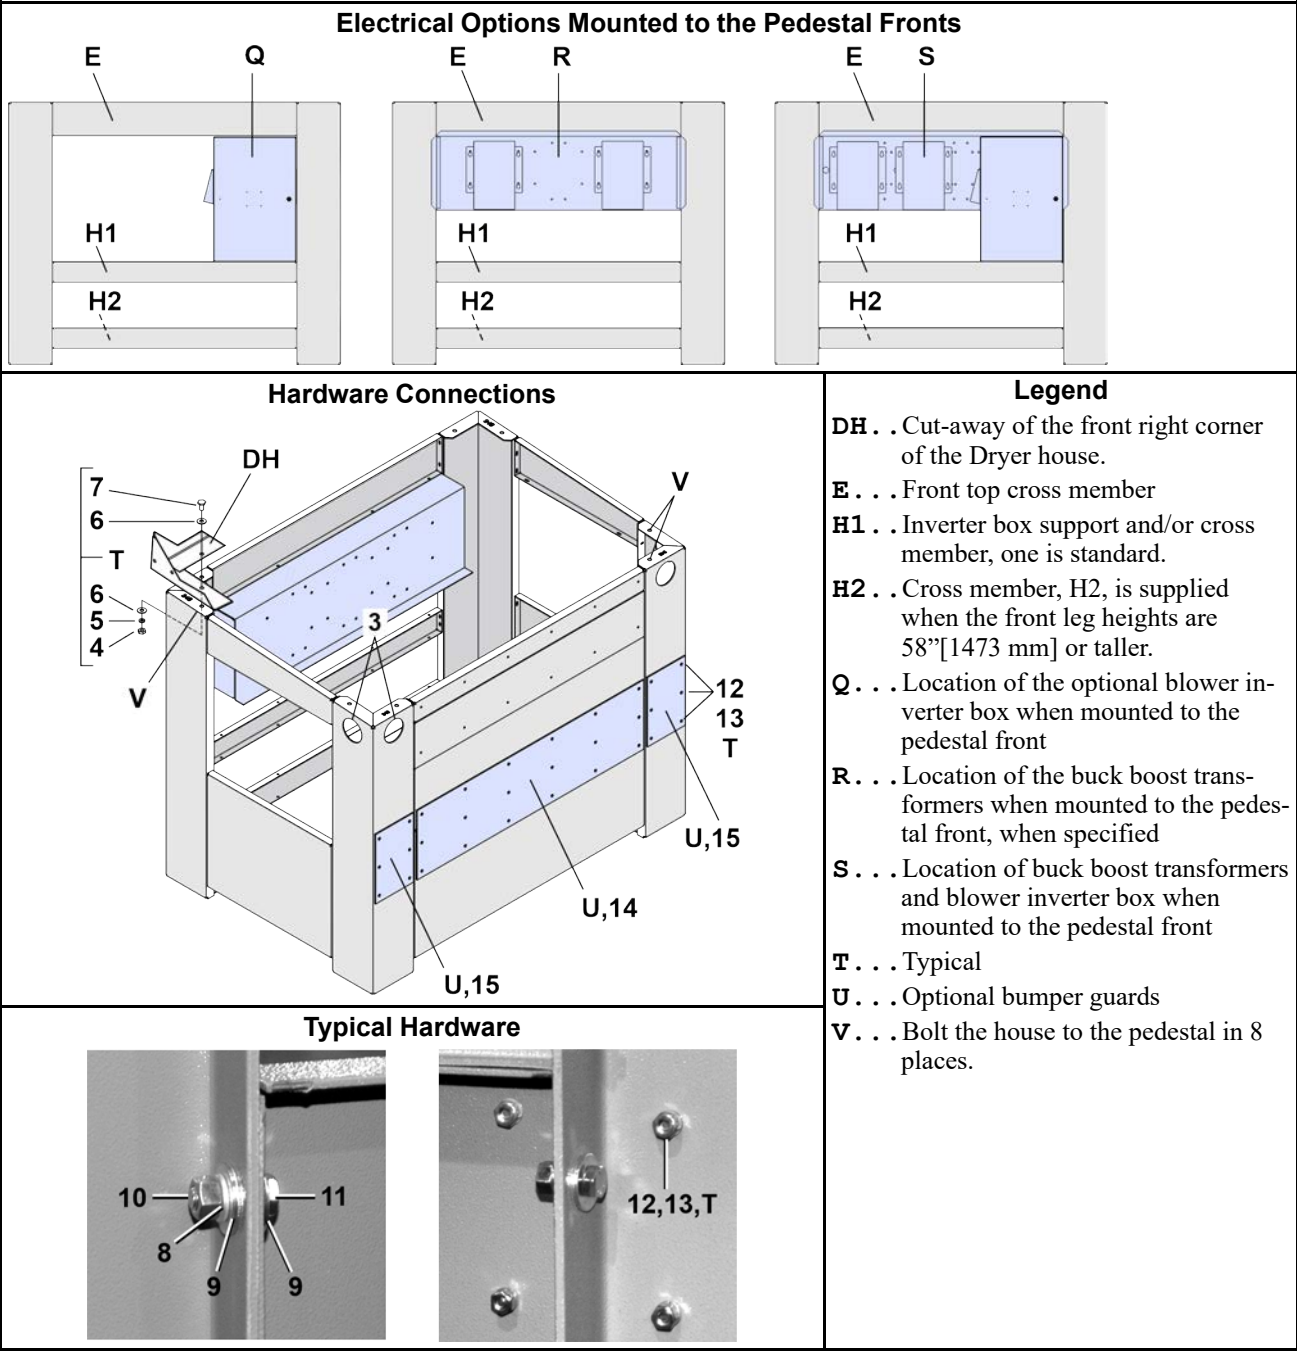 Electrical Options Mounted to the Pedestal Fronts
E Q E R E S
H1 H1 H1
H2 H2 H2
Hardware Connections
DH
7
6
T
6
5
4
V
3
V
12
13
T
U,15
U,14
U,15
Legend
DH. . Cut-away of the front right corner
of the Dryer house.
E. . . Front top cross member
H1. . Inverter box support and/or cross
member, one is standard.
H2. . Cross member, H2, is supplied
when the front leg heights are
58”[1473 mm] or taller.
Q. . . Location of the optional blower in-
verter box when mounted to the
pedestal front
R. . . Location of the buck boost trans-
formers when mounted to the pedes-
tal front, when specified
S. . . Location of buck boost transformers
and blower inverter box when
mounted to the pedestal front
T. . . Typical
U. . . Optional bumper guards
V. . . Bolt the house to the pedestal in 8
places.
Typical Hardware
10
11
8
9
9
12,13,T